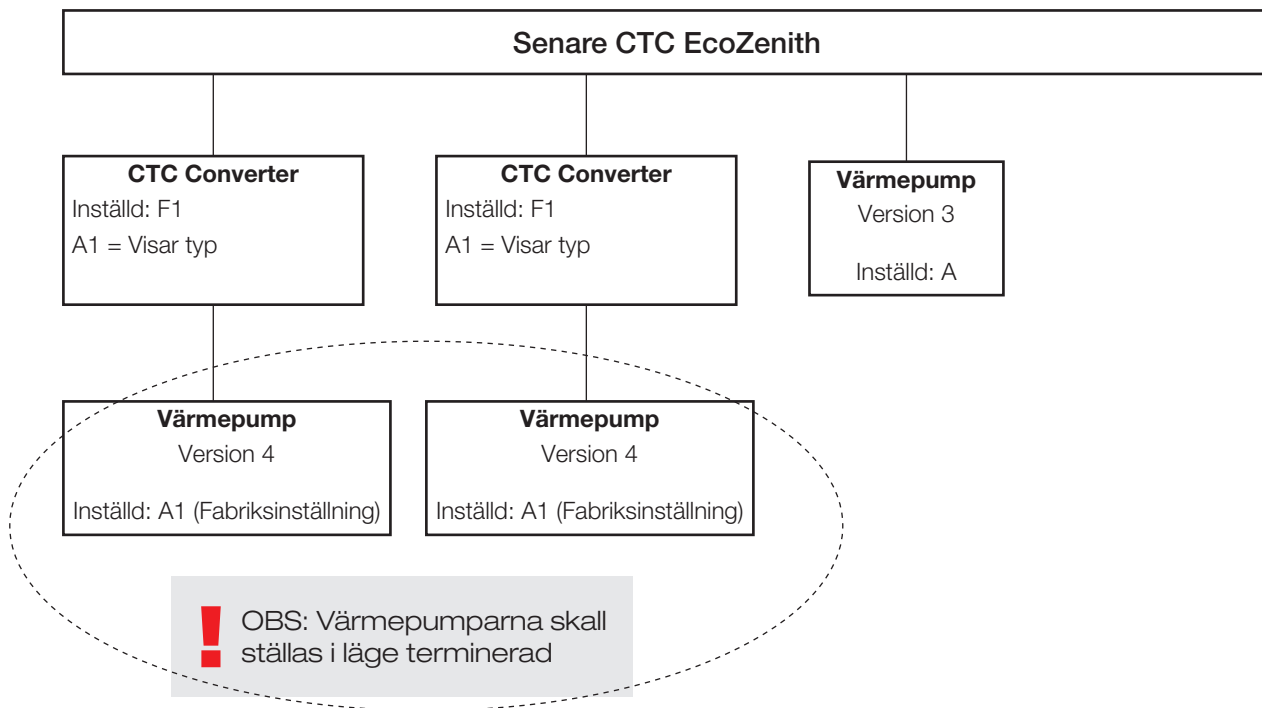 Senare CTC EcoZenith
CTC Converter
Inställd: F1
A1 = Visar typ
CTC Converter
Inställd: F1
A1 = Visar typ
Värmepump
Version 3
Inställd: A
Värmepump
Version 4
Inställd: A1 (Fabriksinställning)
Värmepump
Version 4
Inställd: A1 (Fabriksinställning)
! OBS: Värmepumparna skall
ställas i läge terminerad